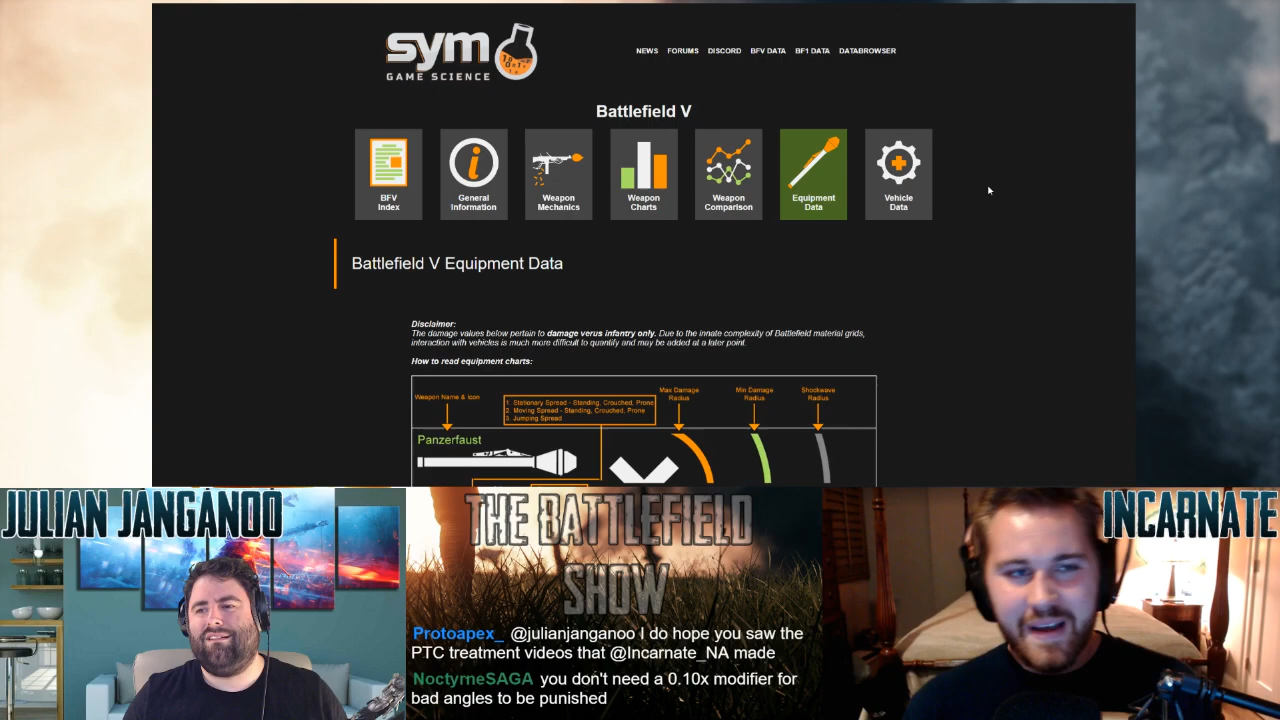 sym
GAME SCIENCE
NEWS FORUMS DISCORD BFV DATA BF1 DATA DATABROWSER
Battlefield V
BFV
Index
General
Information
Weapon
Mechanics
Weapon
Charts
Weapon
Comparison
Equipment
Data
Vehicle
Data
Battlefield V Equipment Data
Disclaimer:
The damage values below pertain to damage verus infantry only. Due to the innate complexity of Battlefield material grids,
interaction with vehicles is much more difficult to quantify and may be added at a later point.
How to read equipment charts:
Weapon Name & Icon
1. Stationary Spread - Standing, Crouched, Prone
2. Moving Spread - Standing, Crouched, Prone
3. Jumping Spread
Max Damage
Radius
Min Damage
Radius
Shockwave
Radius
Panzerfaust
JULIAN JANGANOO
THE BATTLEFIELD
SHOW
INCARNATE
Protoapex_ @julianjanganoo I do hope you saw the
PTC treatment videos that @Incarnate_NA made
NoctyrneSAGA you don't need a 0.10x modifier for
bad angles to be punished